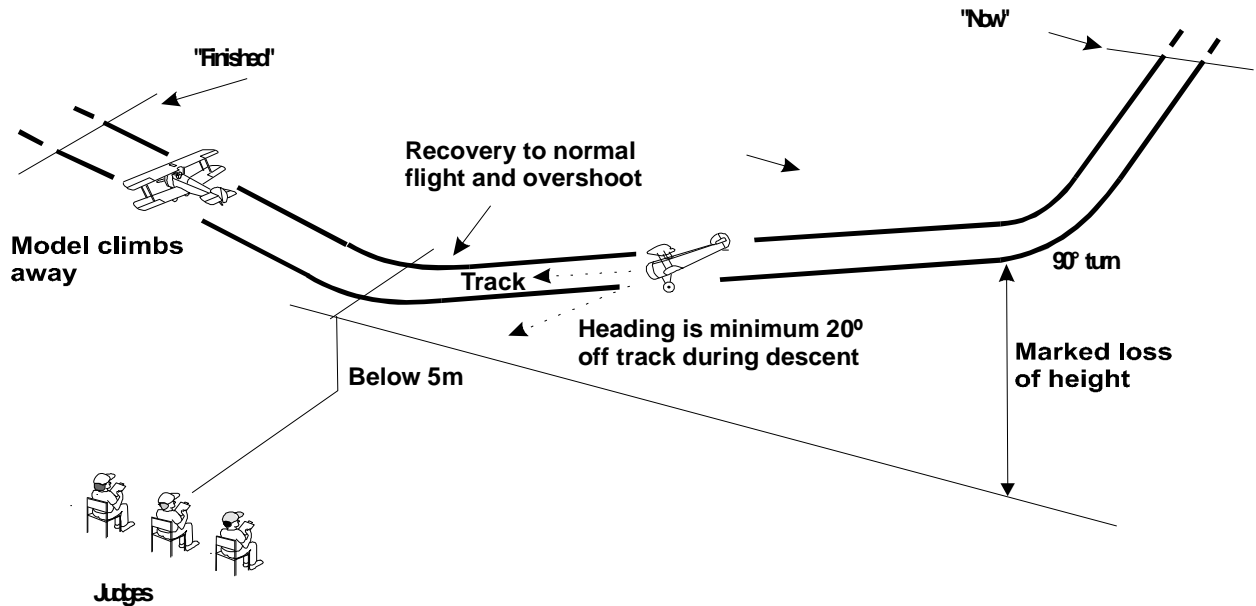 "Now"
"Finished"
Recovery to normal
flight and overshoot
Model climbs
away
90° turn
Track
Heading is minimum 20º
off track during descent
Marked loss
of height
Below 5m
Judges